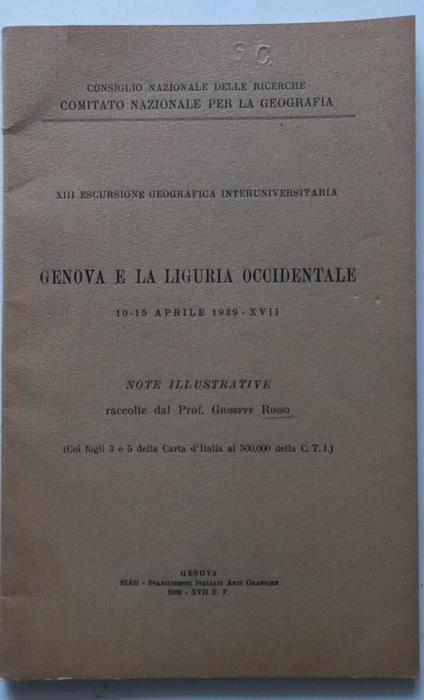 S C.
CONSIGLIO NAZIONALE DELLE RICERCHE
COMITATO NAZIONALE PER LA GEOGRAFIA
XIII ESCURSIONE GEOGRAFICA INTERUNIVERSITARIA
GENOVA E LA LIGURIA OCCIDENTALE
10-15 APRILE 1939 - XVII
NOTE ILLUSTRATIVE
raccolte dal Prof. GIUSEPPE ROSSO
(Coi fogli 3 e 5 della Carta d'Italia al 500,000 della C. T. I.)
GENOVA
SIAG - STABILIMENTI ITALIANI ARTI GRAFICHE
1939 - XVII E. F.